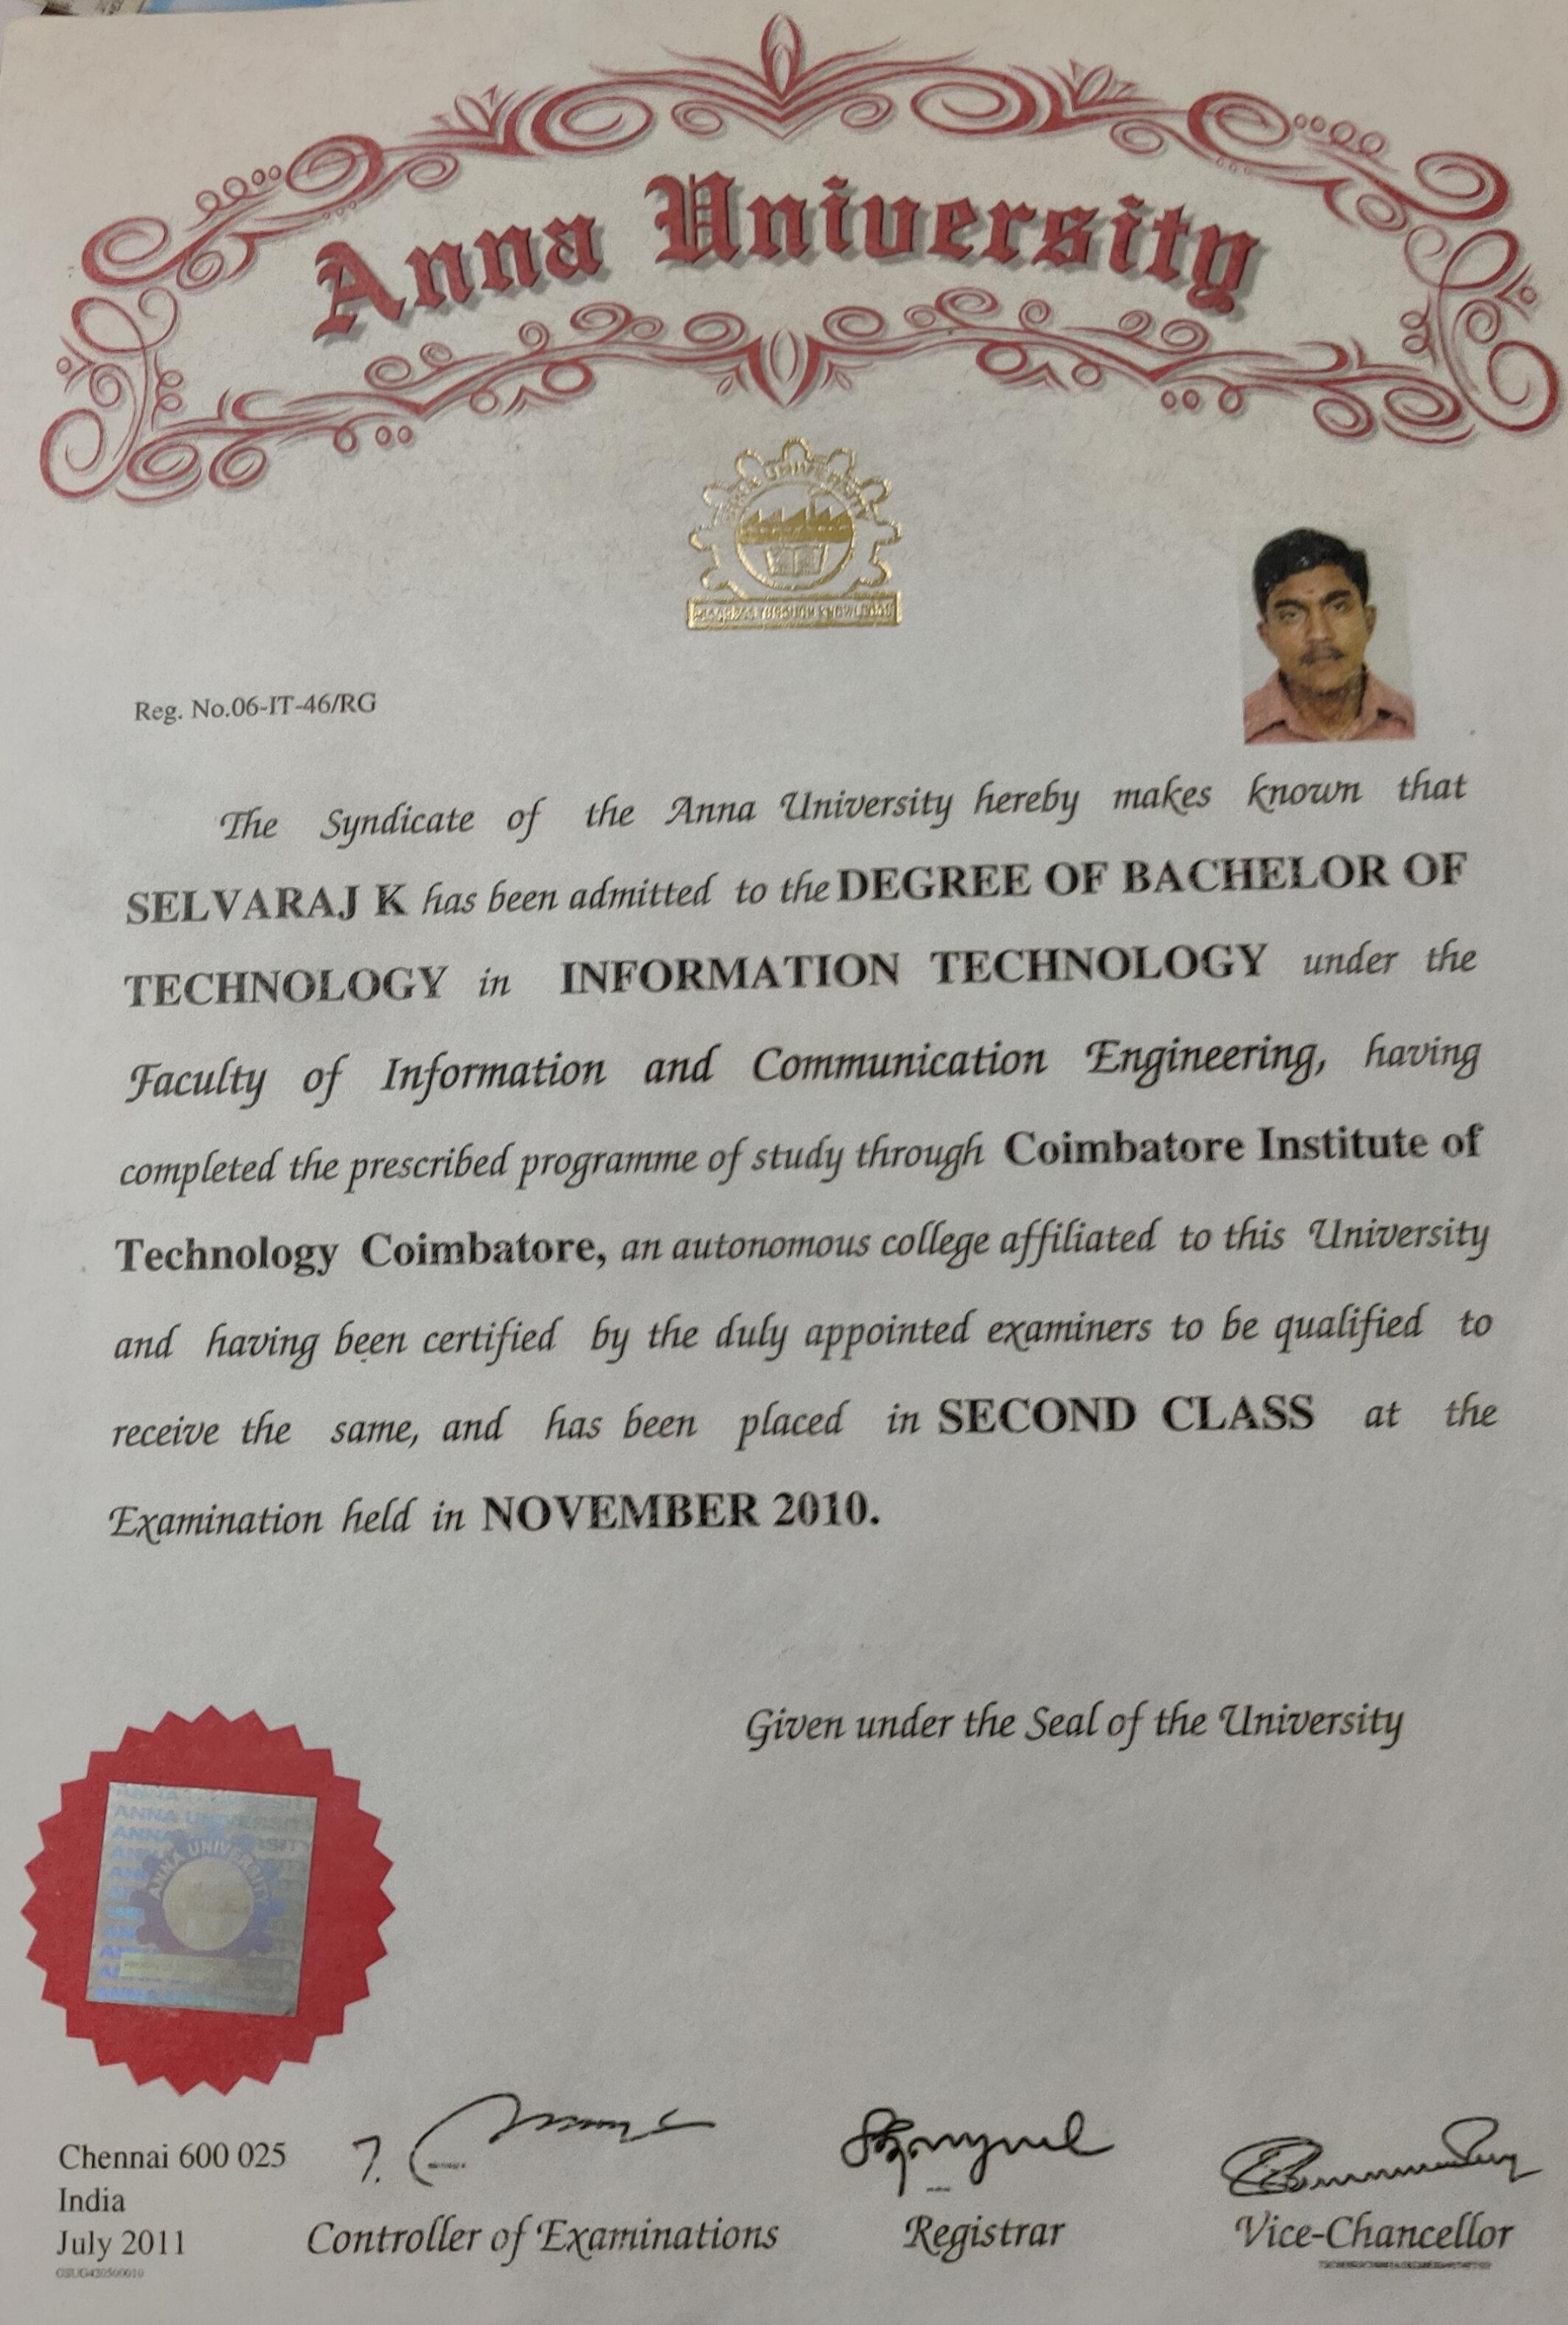 Anna University
ANNA UNIVERSITY
PROGRESS THROUGH KNOWLEDGE
Reg. No.06-IT-46/RG
The Syndicate of the Anna University hereby makes known that
SELVARAJ K has been admitted to the DEGREE OF BACHELOR OF
TECHNOLOGY in INFORMATION TECHNOLOGY under the
Faculty of Information and Communication Engineering, having
completed the prescribed programme of study through Coimbatore Institute of
Technology Coimbatore, an autonomous college affiliated to this University
and having been certified by the duly appointed examiners to be qualified to
receive the same, and has been placed in SECOND CLASS at the
Examination held in NOVEMBER 2010.
Given under the Seal of the University
ANNA UNIVERSITY
ANNA UNIVERSITY
Chennai 600 025
India
July 2011
Controller of Examinations
Registrar
Vice-Chancellor